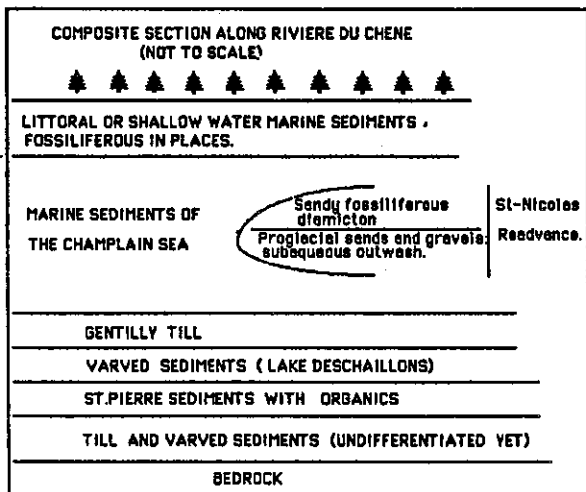 COMPOSITE SECTION ALONG RIVIERE DU CHENE
(NOT TO SCALE)
LITTORAL OR SHALLOW WATER MARINE SEDIMENTS .
FOSSILIFEROUS IN PLACES.
MARINE SEDIMENTS OF
THE CHAMPLAIN SEA
Sandy fossiliferous
diamicton
Proglacial sands and gravels:
subaqueous outwash.
St-Nicolas
Readvance.
GENTILLY TILL
VARVED SEDIMENTS (LAKE DESCHAILLONS)
ST.PIERRE SEDIMENTS WITH ORGANICS
TILL AND VARVED SEDIMENTS (UNDIFFERENTIATED YET)
BEDROCK